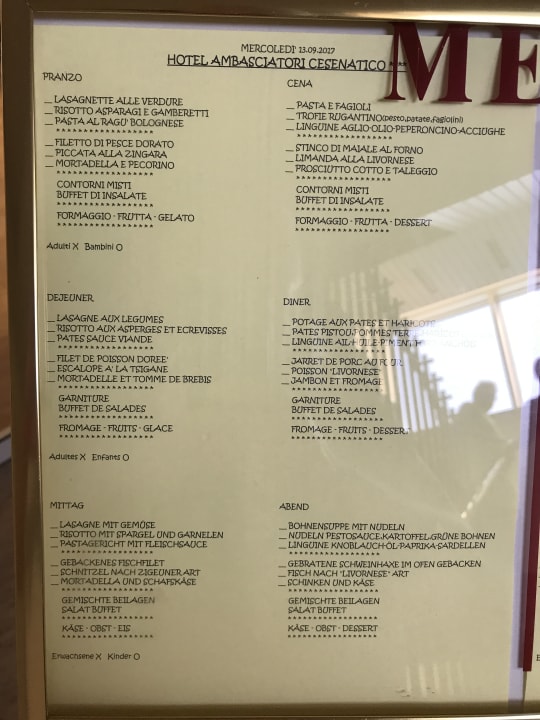 ME
MERCOLEDI' 13.09.2017
HOTEL AMBASCIATORI CESENATICO ****
PRANZO
_ LASAGNETTE ALLE VERDURE
_ RISOTTO ASPARAGI E GAMBERETTI
_ PASTA AL RAGU' BOLOGNESE
******************
_ FILETTO DI PESCE DORATO
_ PICCATA ALLA ZINGARA
_ MORTADELLA E PECORINO
******************
CONTORNI MISTI
BUFFET DI INSALATE
******************
FORMAGGIO - FRUTTA - GELATO
******************
Adulti X Bambini O
CENA
_ PASTA E FAGIOLI
_ TROFIE RUGANTINO(pesto,patate,fagiolini)
_ LINGUINE AGLIO-OLIO-PEPERONCINO-ACCIUGHE
******************
_ STINCO DI MAIALE AL FORNO
_ LIMANDA ALLA LIVORNESE
_ PROSCIUTTO COTTO E TALEGGIO
******************
CONTORNI MISTI
BUFFET DI INSALATE
******************
FORMAGGIO - FRUTTA - DESSERT
******************
DEJEUNER
_ LASAGNE AUX LEGUMES
_ RISOTTO AUX ASPERGES ET ECREVISSES
_ PATES SAUCE VIANDE
******************
_ FILET DE POISSON DOREE'
_ ESCALOPE A' LA TSIGANE
_ MORTADELLE ET TOMME DE BREBIS
******************
GARNITURE
BUFFET DE SALADES
******************
FROMAGE - FRUITS - GLACE
******************
Adultes X Enfants O
DINER
_ POTAGE AUX PATES ET HARICOTS
_ PATES PISTOU,POMMES TERRE
_ LINGUINE AIL-HUILE-PIMENT
******************
_ JARRET DE PORC AU FOUR
_ POISSON 'LIVORNESE'
_ JAMBON ET FROMAGE
******************
GARNITURE
BUFFET DE SALADES
******************
FROMAGE - FRUITS - DESSERT
******************
MITTAG
_ LASAGNE MIT GEMÜSE
_ RISOTTO MIT SPARGEL UND GARNELEN
_ PASTAGERICHT MIT FLEISCHSAUCE
******************
_ GEBACKENES FISCHFILET
_ SCHNITZEL NACH ZIGEUNER ART
_ MORTADELLA UND SCHAFSKÄSE
******************
GEMISCHTE BEILAGEN
SALAT BUFFET
******************
KÄSE - OBST - EIS
******************
Erwachsene X Kinder O
ABEND
_ BOHNENSUPPE MIT NUDELN
_ NUDELN PESTOSAUCE,KARTOFFEL,GRÜNE BOHNEN
_ LINGUINE KNOBLAUCH-ÖL-PAPRIKA-SARDELLEN
******************
_ GEBRATENE SCHWEINHAXE IM OFEN GEBACKEN
_ FISCH NACH 'LIVORNESE' ART
_ SCHINKEN UND KÄSE
******************
GEMISCHTE BEILAGEN
SALAT BUFFET
******************
KÄSE - OBST - DESSERT
******************
E